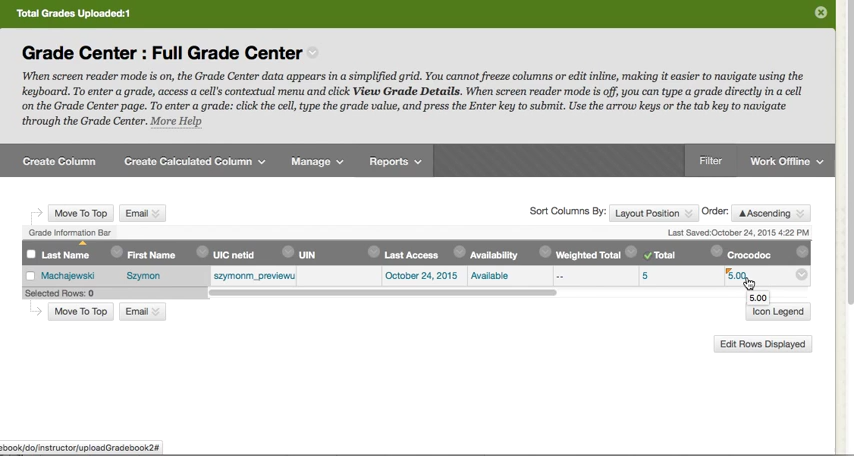 Total Grades Uploaded:1
Grade Center : Full Grade Center
When screen reader mode is on, the Grade Center data appears in a simplified grid. You cannot freeze columns or edit inline, making it easier to navigate using the
keyboard. To enter a grade, access a cell's contextual menu and click View Grade Details. When screen reader mode is off, you can type a grade directly in a cell
on the Grade Center page. To enter a grade: click the cell, type the grade value, and press the Enter key to submit. Use the arrow keys or the tab key to navigate
through the Grade Center. More Help
Create Column Create Calculated Column Manage Reports Filter Work Offline
Move To Top Email Sort Columns By: Layout Position Order: Ascending
Grade Information Bar Last Saved:October 24, 2015 4:22 PM
Last Name First Name UIC netid UIN Last Access Availability Weighted Total Total Crocodoc
Machajewski Szymon szymonm_previewu October 24, 2015 Available -- 5 5.00
Selected Rows: 0
5.00
Move To Top Email Icon Legend
Edit Rows Displayed
ebook/do/instructor/uploadGradebook2#